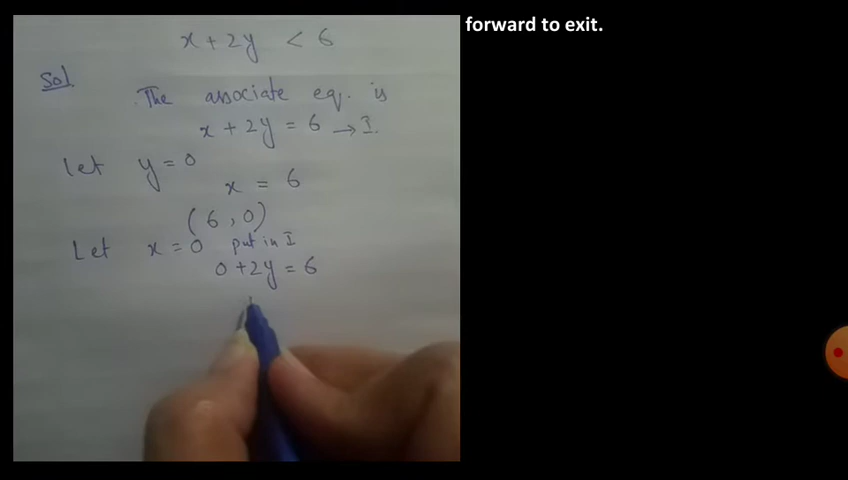 forward to exit.
x + 2y < 6
Sol
The associate eq. is
x + 2y = 6 → I.
Let y = 0
x = 6
(6, 0)
Let x = 0 put in I
0 + 2y = 6